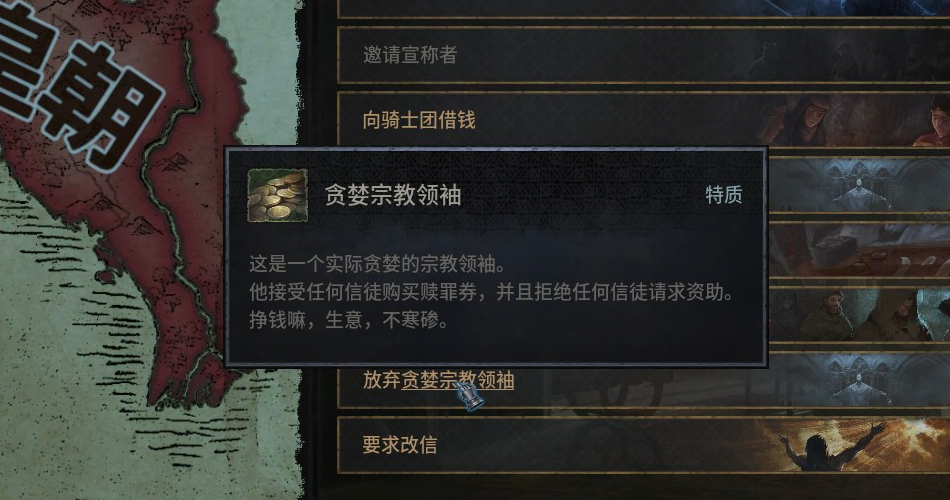 皇朝
邀请宣称者
向骑士团借钱
贪婪宗教领袖
特质
这是一个实际贪婪的宗教领袖。
他接受任何信徒购买赎罪券，并且拒绝任何信徒请求资助。
挣钱嘛，生意，不寒碜。
放弃贪婪宗教领袖
要求改信